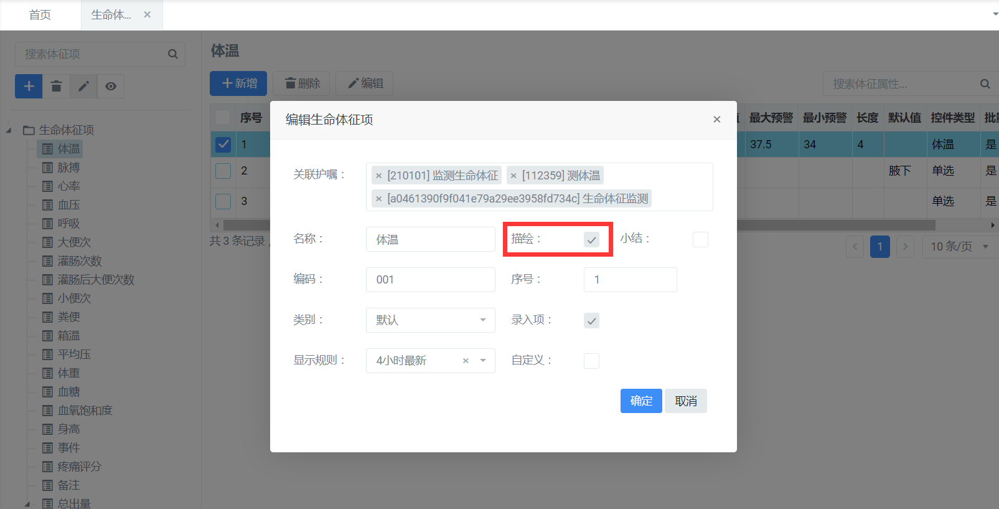 首页
生命体...
搜索体征项
生命体征项
体温
脉搏
心率
血压
呼吸
大便次
灌肠次数
灌肠后大便次数
小便次
粪便
箱温
平均压
体重
血糖
血氧饱和度
身高
事件
疼痛评分
备注
总出量
体温
新增 删除 编辑
搜索体征属性...
序号 最大预警 最小预警 长度 默认值 控件类型
1 37.5 34 4 体温 是
2 腋下 单选 是
3 单选 是
共 3 条记录
1 10 条/页
编辑生命体征项
关联护嘱：
× [210101] 监测生命体征 × [112359] 测体温
× [a0461390f9f041e79a29ee3958fd734c] 生命体征监测
名称： 体温 描绘： 小结：
编码： 001 序号： 1
类别： 默认 录入项：
显示规则： 4小时最新 自定义：
确定 取消